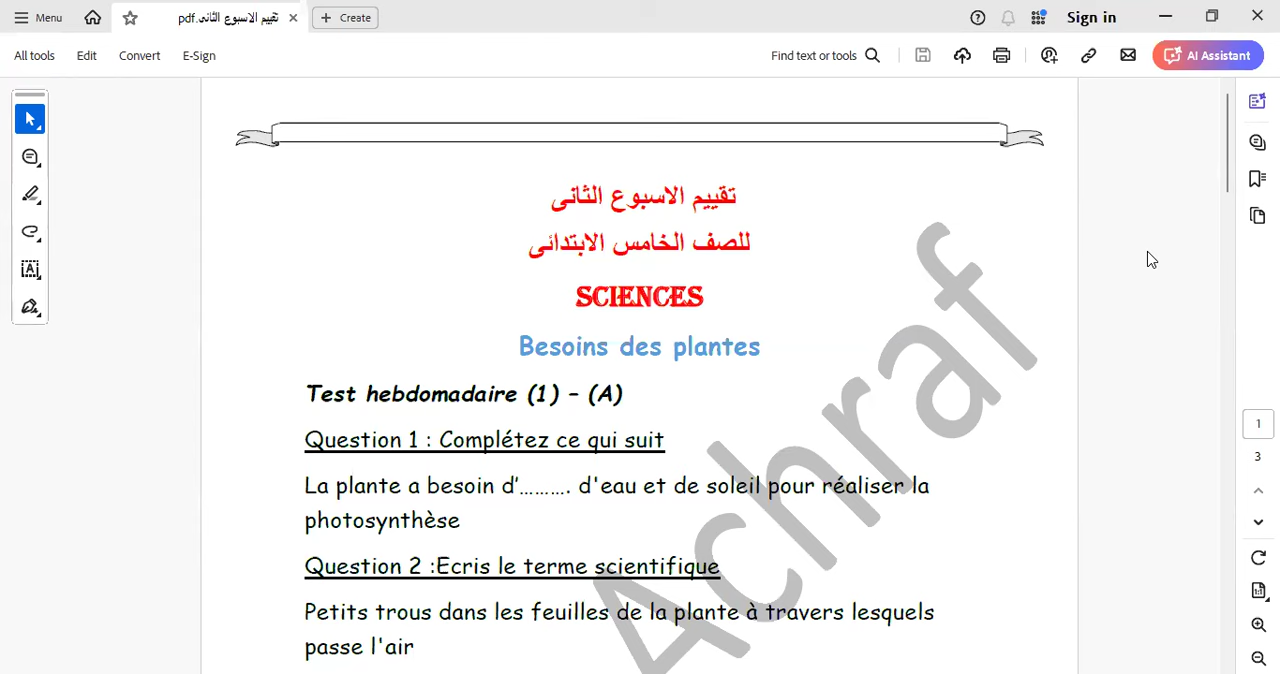 Menu
تقييم الاسبوع الثانى.pdf
Create
Sign in
All tools
Edit
Convert
E-Sign
Find text or tools
AI Assistant
تقييم الاسبوع الثانى
للصف الخامس الابتدائى
SCIENCES
Besoins des plantes
Test hebdomadaire (1) – (A)
Question 1 : Complétez ce qui suit
La plante a besoin d’………. d'eau et de soleil pour réaliser la
photosynthèse
Question 2 :Ecris le terme scientifique
Petits trous dans les feuilles de la plante à travers lesquels
passe l'air
Achraf
1
3